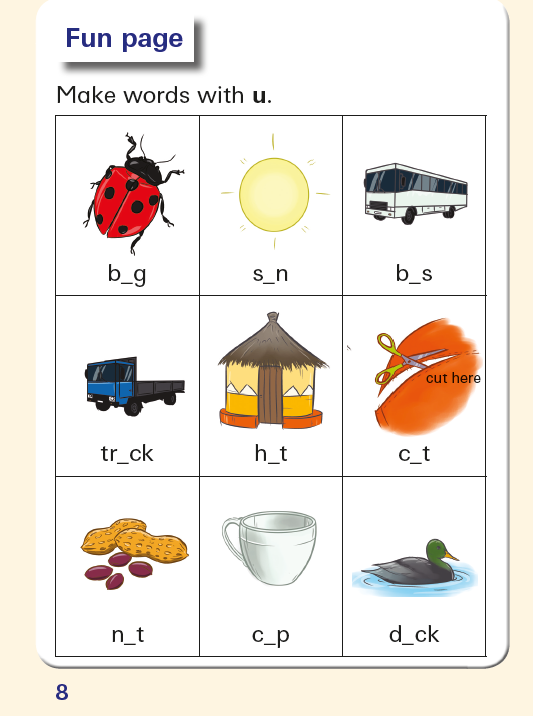 Fun page
Make words with u.
b_g s_n b_s
cut here
tr_ck h_t c_t
n_t c_p d_ck
8